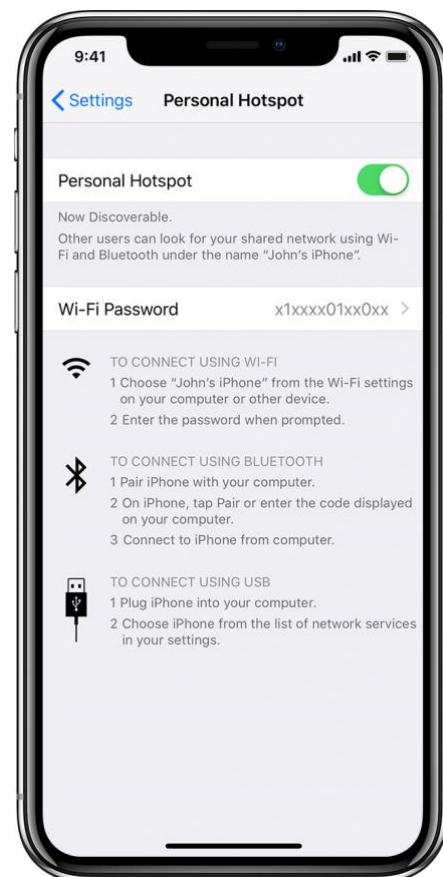 9:41
Settings Personal Hotspot
Personal Hotspot
Now Discoverable.
Other users can look for your shared network using Wi-
Fi and Bluetooth under the name “John’s iPhone”.
Wi-Fi Password x1xxxx01xx0xx
TO CONNECT USING WI-FI
1 Choose “John’s iPhone” from the Wi-Fi settings
on your computer or other device.
2 Enter the password when prompted.
TO CONNECT USING BLUETOOTH
1 Pair iPhone with your computer.
2 On iPhone, tap Pair or enter the code displayed
on your computer.
3 Connect to iPhone from computer.
TO CONNECT USING USB
1 Plug iPhone into your computer.
2 Choose iPhone from the list of network services
in your settings.